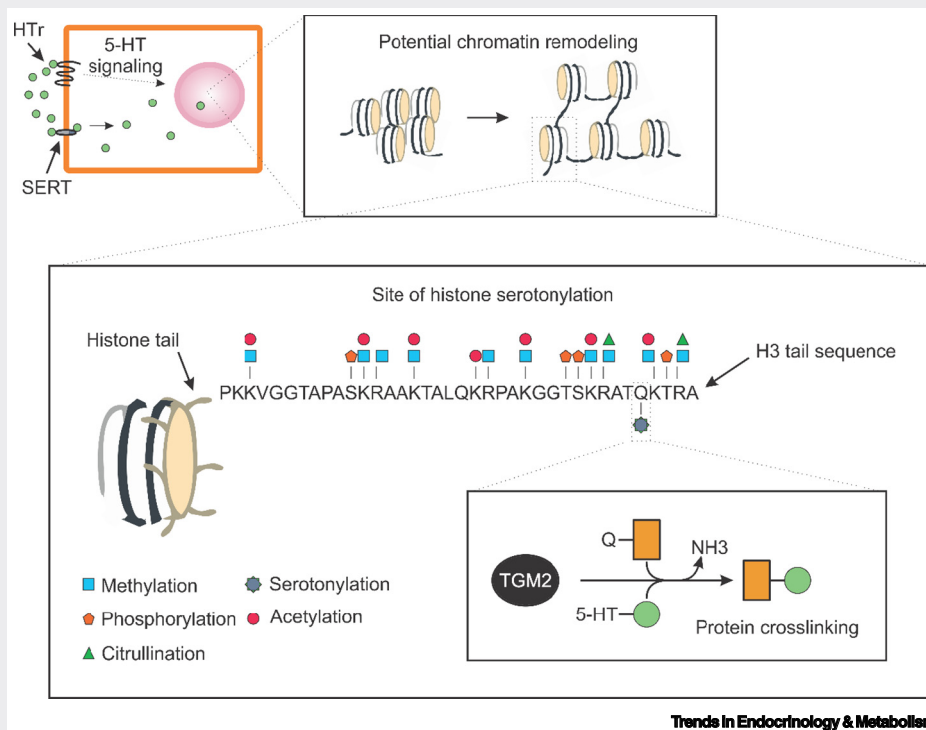 HTr
5-HT
signaling
SERT
Potential chromatin remodeling
Site of histone serotonylation
Histone tail
H3 tail sequence
PKKVGGTAPASKRAAKTALQKRPAKGGTSKRATQKTRA
TGM2
Q
NH3
5-HT
Protein crosslinking
Methylation
Serotonylation
Phosphorylation
Acetylation
Citrullination
Trends in Endocrinology & Metabolism